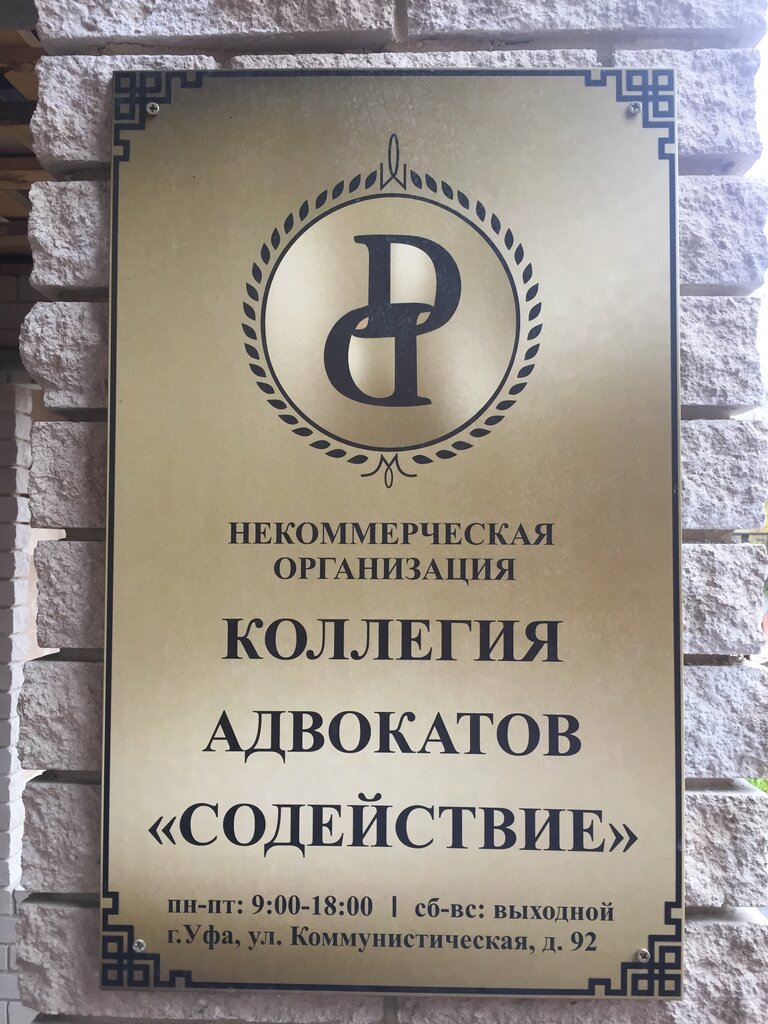 НЕКОММЕРЧЕСКАЯ
ОРГАНИЗАЦИЯ
КОЛЛЕГИЯ
АДВОКАТОВ
«СОДЕЙСТВИЕ»
пн-пт: 9:00-18:00 | сб-вс: выходной
г.Уфа, ул. Коммунистическая, д. 92